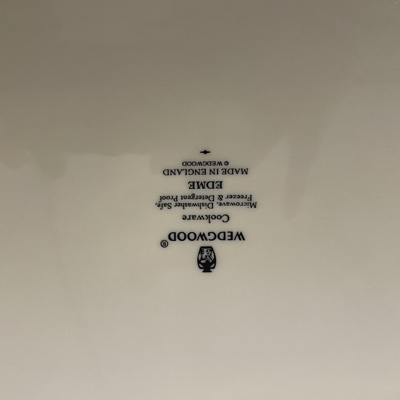 WEDGWOOD®
Cookware
Microwave, Dishwasher Safe,
Freezer & Detergent Proof
EDME
MADE IN ENGLAND
© WEDGWOOD